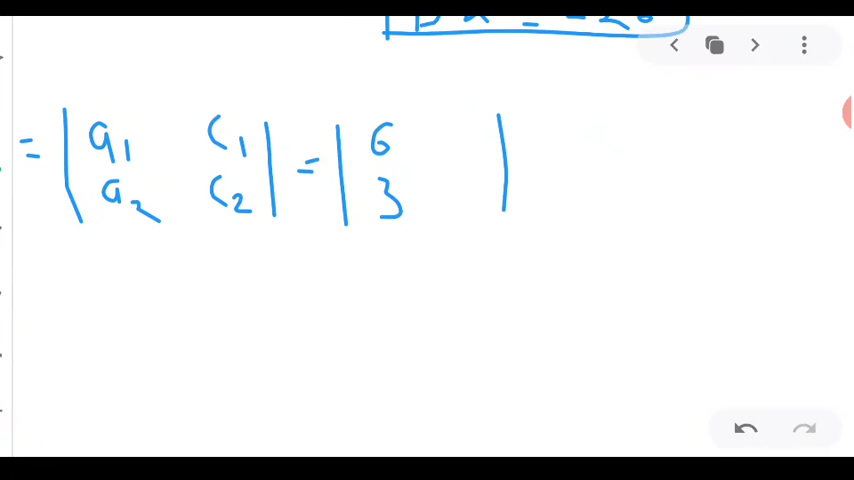 = | a₁ c₁ | = | 6 |
| a₂ c₂ | | 3 |